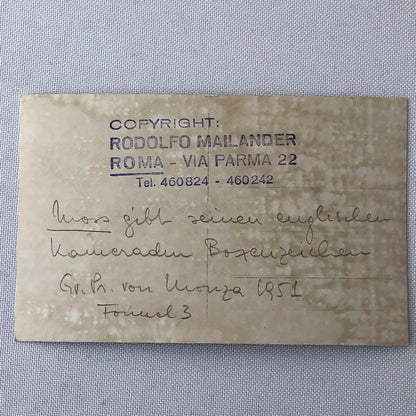 COPYRIGHT:
RODOLFO MAILANDER
ROMA - VIA PARMA 22
Tel. 460824 - 460242
Moss gibt seinen englischen
Kameraden Boxenzeichen
Gr. Pr. von Monza 1951
Formel 3